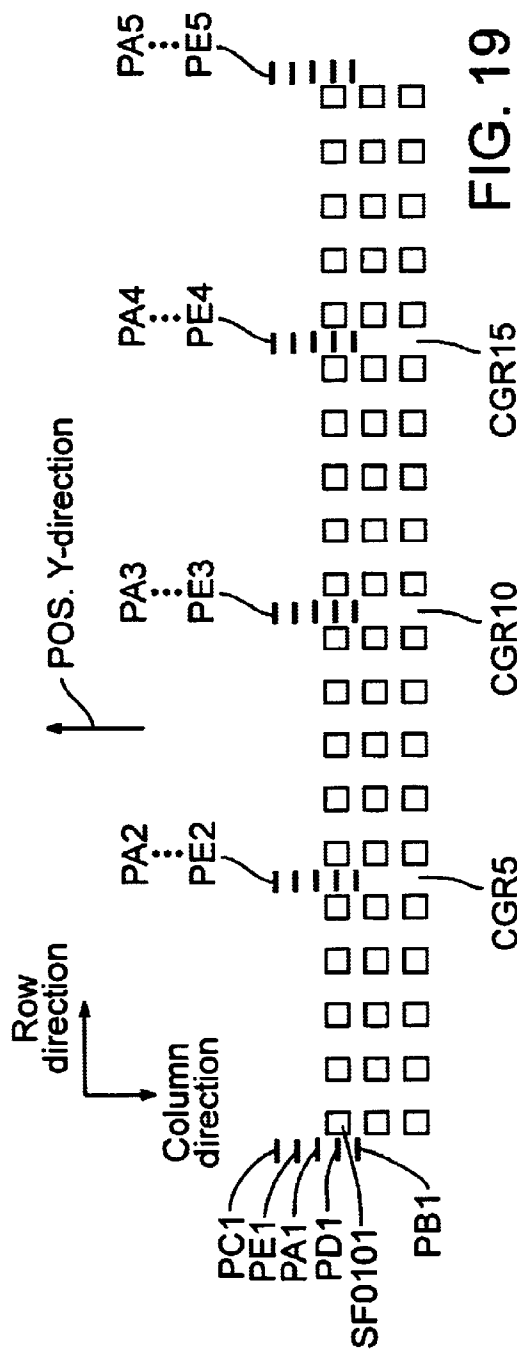 PA5
•••
PE5
PA4
•••
PE4
POS. Y-direction
PA3
•••
PE3
PA2
•••
PE2
Row
direction
Column
direction
PC1
PE1
PA1
PD1
SF0101
PB1
CGR5
CGR10
CGR15
FIG. 19